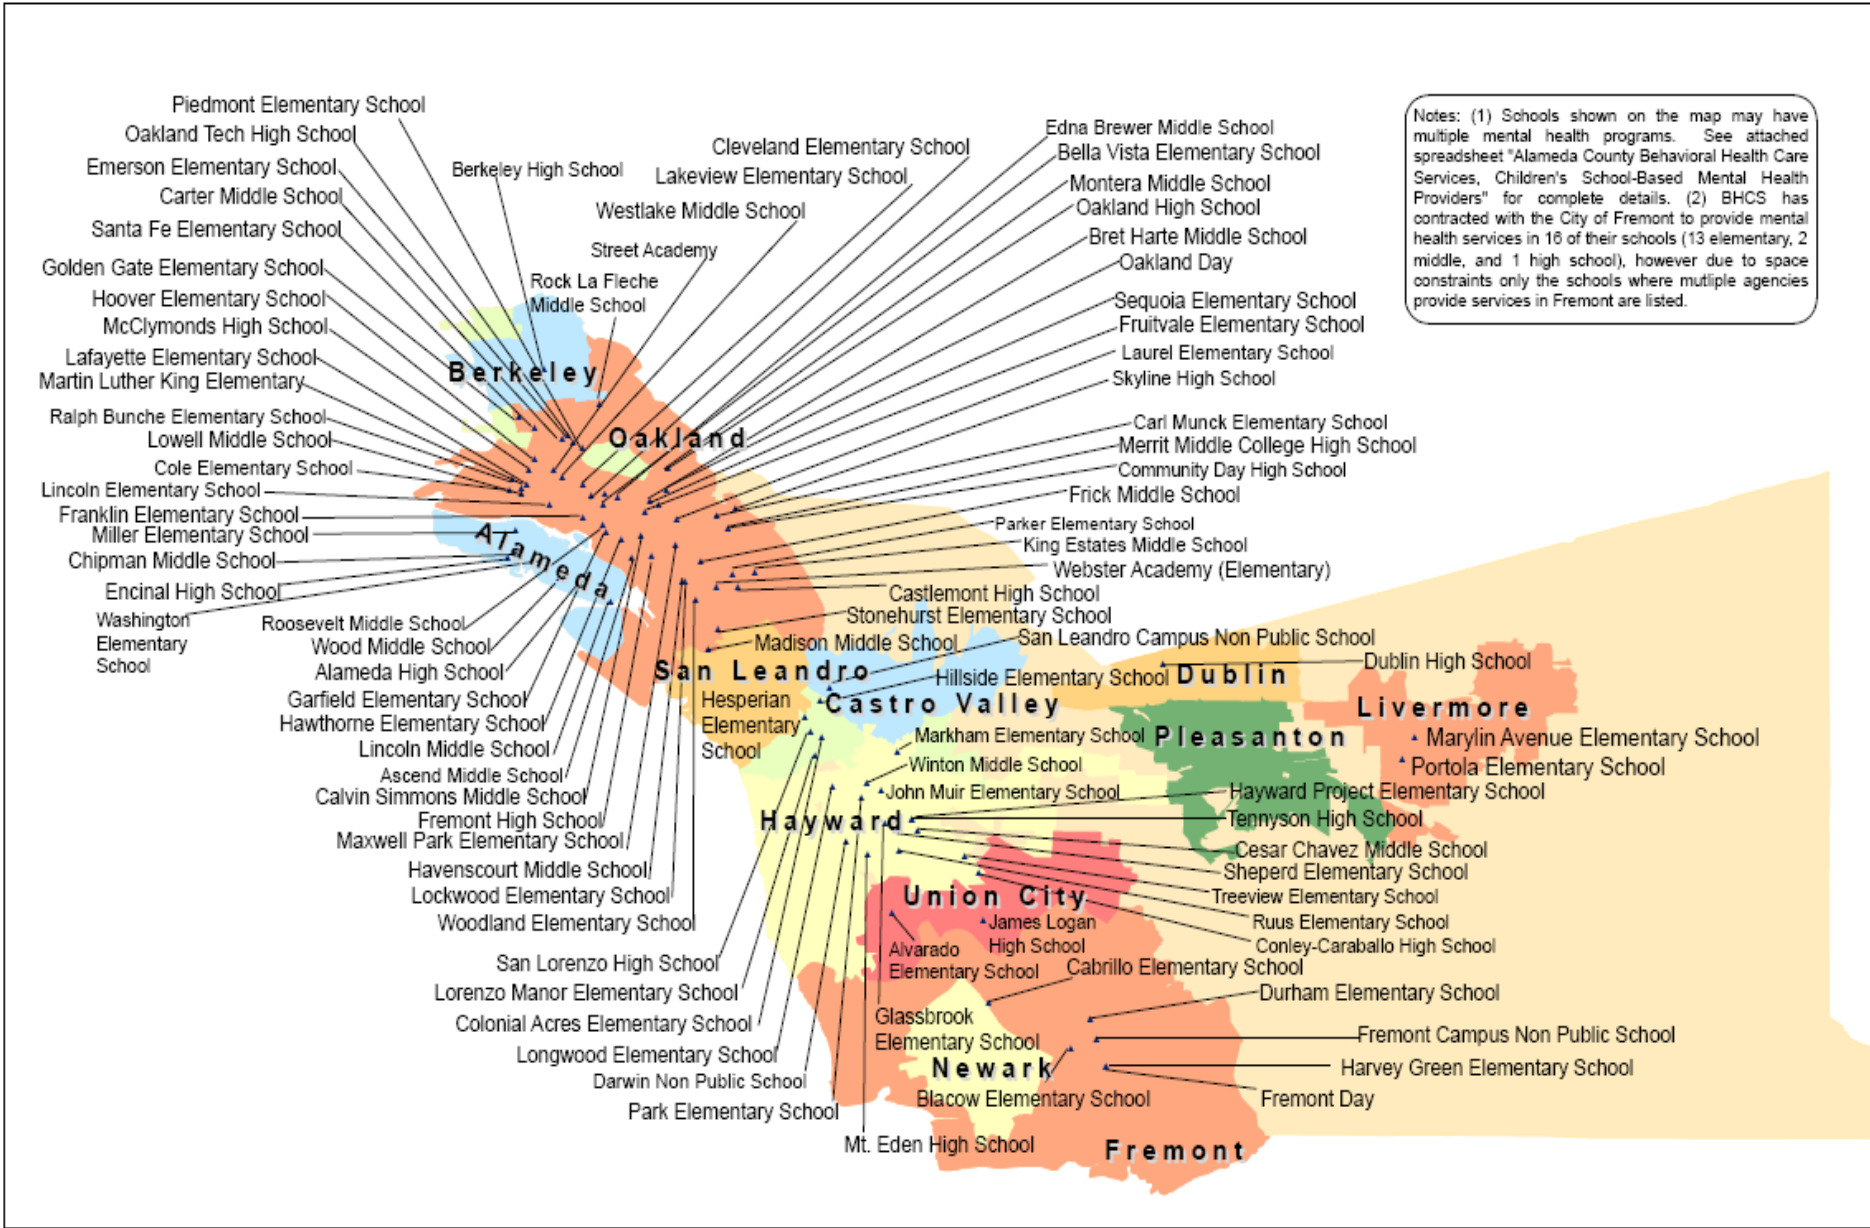 Piedmont Elementary School
Oakland Tech High School
Emerson Elementary School
Carter Middle School
Santa Fe Elementary School
Golden Gate Elementary School
Hoover Elementary School
McClymonds High School
Lafayette Elementary School
Martin Luther King Elementary
Ralph Bunche Elementary School
Lowell Middle School
Cole Elementary School
Lincoln Elementary School
Franklin Elementary School
Miller Elementary School
Chipman Middle School
Encinal High School
Washington
Elementary
School
Berkeley High School
Cleveland Elementary School
Lakeview Elementary School
Westlake Middle School
Street Academy
Rock La Fleche
Middle School
Edna Brewer Middle School
Bella Vista Elementary School
Montera Middle School
Oakland High School
Bret Harte Middle School
Oakland Day
Sequoia Elementary School
Fruitvale Elementary School
Laurel Elementary School
Skyline High School
Carl Munck Elementary School
Merrit Middle College High School
Community Day High School
Frick Middle School
Parker Elementary School
King Estates Middle School
Webster Academy (Elementary)
Castlemont High School
Stonehurst Elementary School
Madison Middle School
San Leandro Campus Non Public School
Hillside Elementary School
Notes: (1) Schools shown on the map may have
multiple mental health programs. See attached
spreadsheet "Alameda County Behavioral Health Care
Services, Children's School-Based Mental Health
Providers" for complete details. (2) BHCS has
contracted with the City of Fremont to provide mental
health services in 16 of their schools (13 elementary, 2
middle, and 1 high school), however due to space
constraints only the schools where mutliple agencies
provide services in Fremont are listed.
Berkeley
Oakland
Alameda
San Leandro
Castro Valley
Dublin
Livermore
Pleasanton
Hayward
Union City
Newark
Fremont
Roosevelt Middle School
Wood Middle School
Alameda High School
Garfield Elementary School
Hawthorne Elementary School
Lincoln Middle School
Ascend Middle School
Calvin Simmons Middle School
Fremont High School
Maxwell Park Elementary School
Havenscourt Middle School
Lockwood Elementary School
Woodland Elementary School
San Lorenzo High School
Lorenzo Manor Elementary School
Colonial Acres Elementary School
Longwood Elementary School
Darwin Non Public School
Park Elementary School
Mt. Eden High School
Hesperian
Elementary
School
Markham Elementary School
Winton Middle School
John Muir Elementary School
Dublin High School
Marylin Avenue Elementary School
Portola Elementary School
Hayward Project Elementary School
Tennyson High School
Cesar Chavez Middle School
Sheperd Elementary School
Treeview Elementary School
Ruus Elementary School
Conley-Caraballo High School
James Logan
High School
Alvarado
Elementary School
Glassbrook
Elementary School
Cabrillo Elementary School
Durham Elementary School
Fremont Campus Non Public School
Harvey Green Elementary School
Fremont Day
Blacow Elementary School